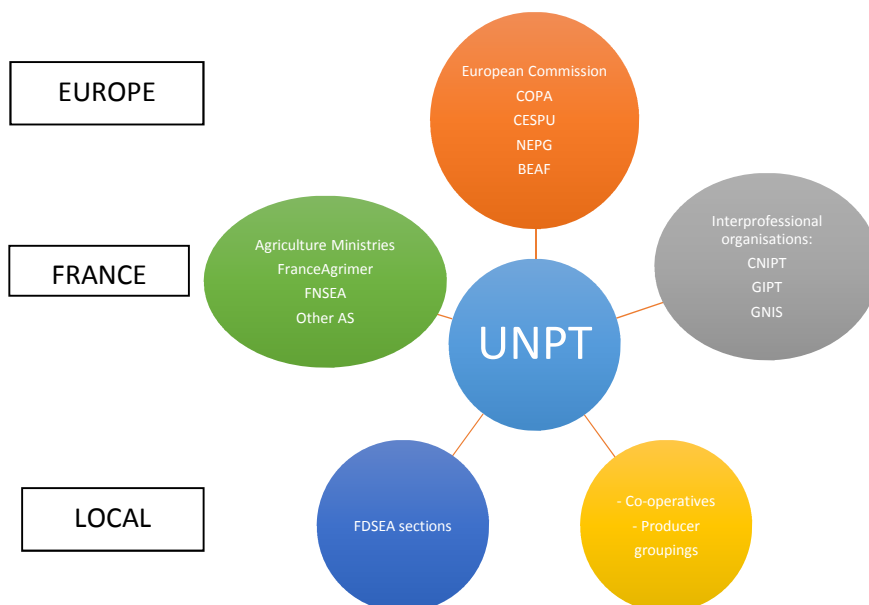 EUROPE
European Commission
COPA
CESPU
NEPG
BEAF
FRANCE
Agriculture Ministries
FranceAgrimer
FNSEA
Other AS
Interprofessional
organisations:
CNIPT
GIPT
GNIS
UNPT
LOCAL
FDSEA sections
- Co-operatives
- Producer
groupings